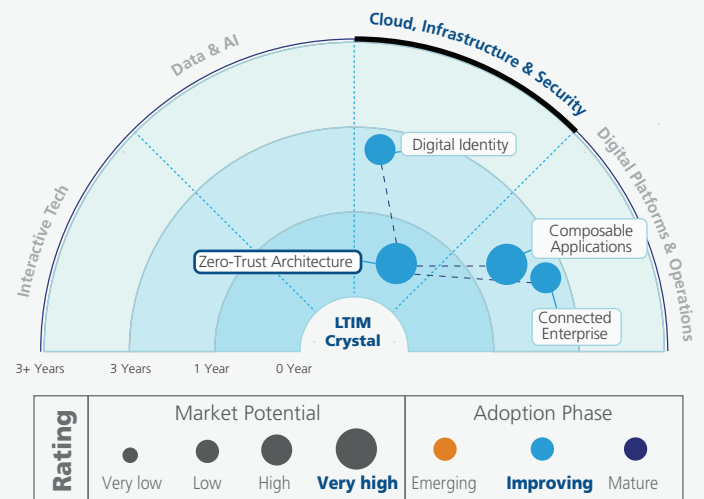 Cloud, Infrastructure & Security
Data & AI
Digital Platforms & Operations
Interactive Tech
Digital Identity
Composable
Applications
Zero-Trust Architecture
Connected
Enterprise
LTIM
Crystal
3+ Years
3 Years
1 Year
0 Year
Rating
Market Potential
Adoption Phase
Very low
Low
High
Very high
Emerging
Improving
Mature